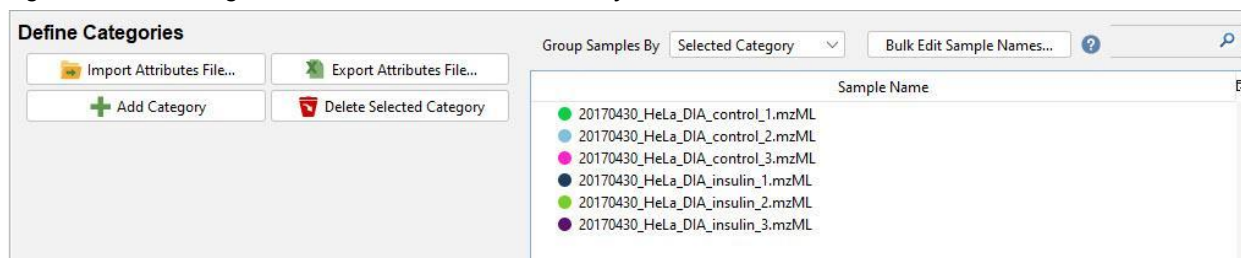 Define Categories
Import Attributes File...
Export Attributes File...
Add Category
Delete Selected Category
Group Samples By
Selected Category
Bulk Edit Sample Names...
?
Sample Name
20170430_HeLa_DIA_control_1.mzML
20170430_HeLa_DIA_control_2.mzML
20170430_HeLa_DIA_control_3.mzML
20170430_HeLa_DIA_insulin_1.mzML
20170430_HeLa_DIA_insulin_2.mzML
20170430_HeLa_DIA_insulin_3.mzML